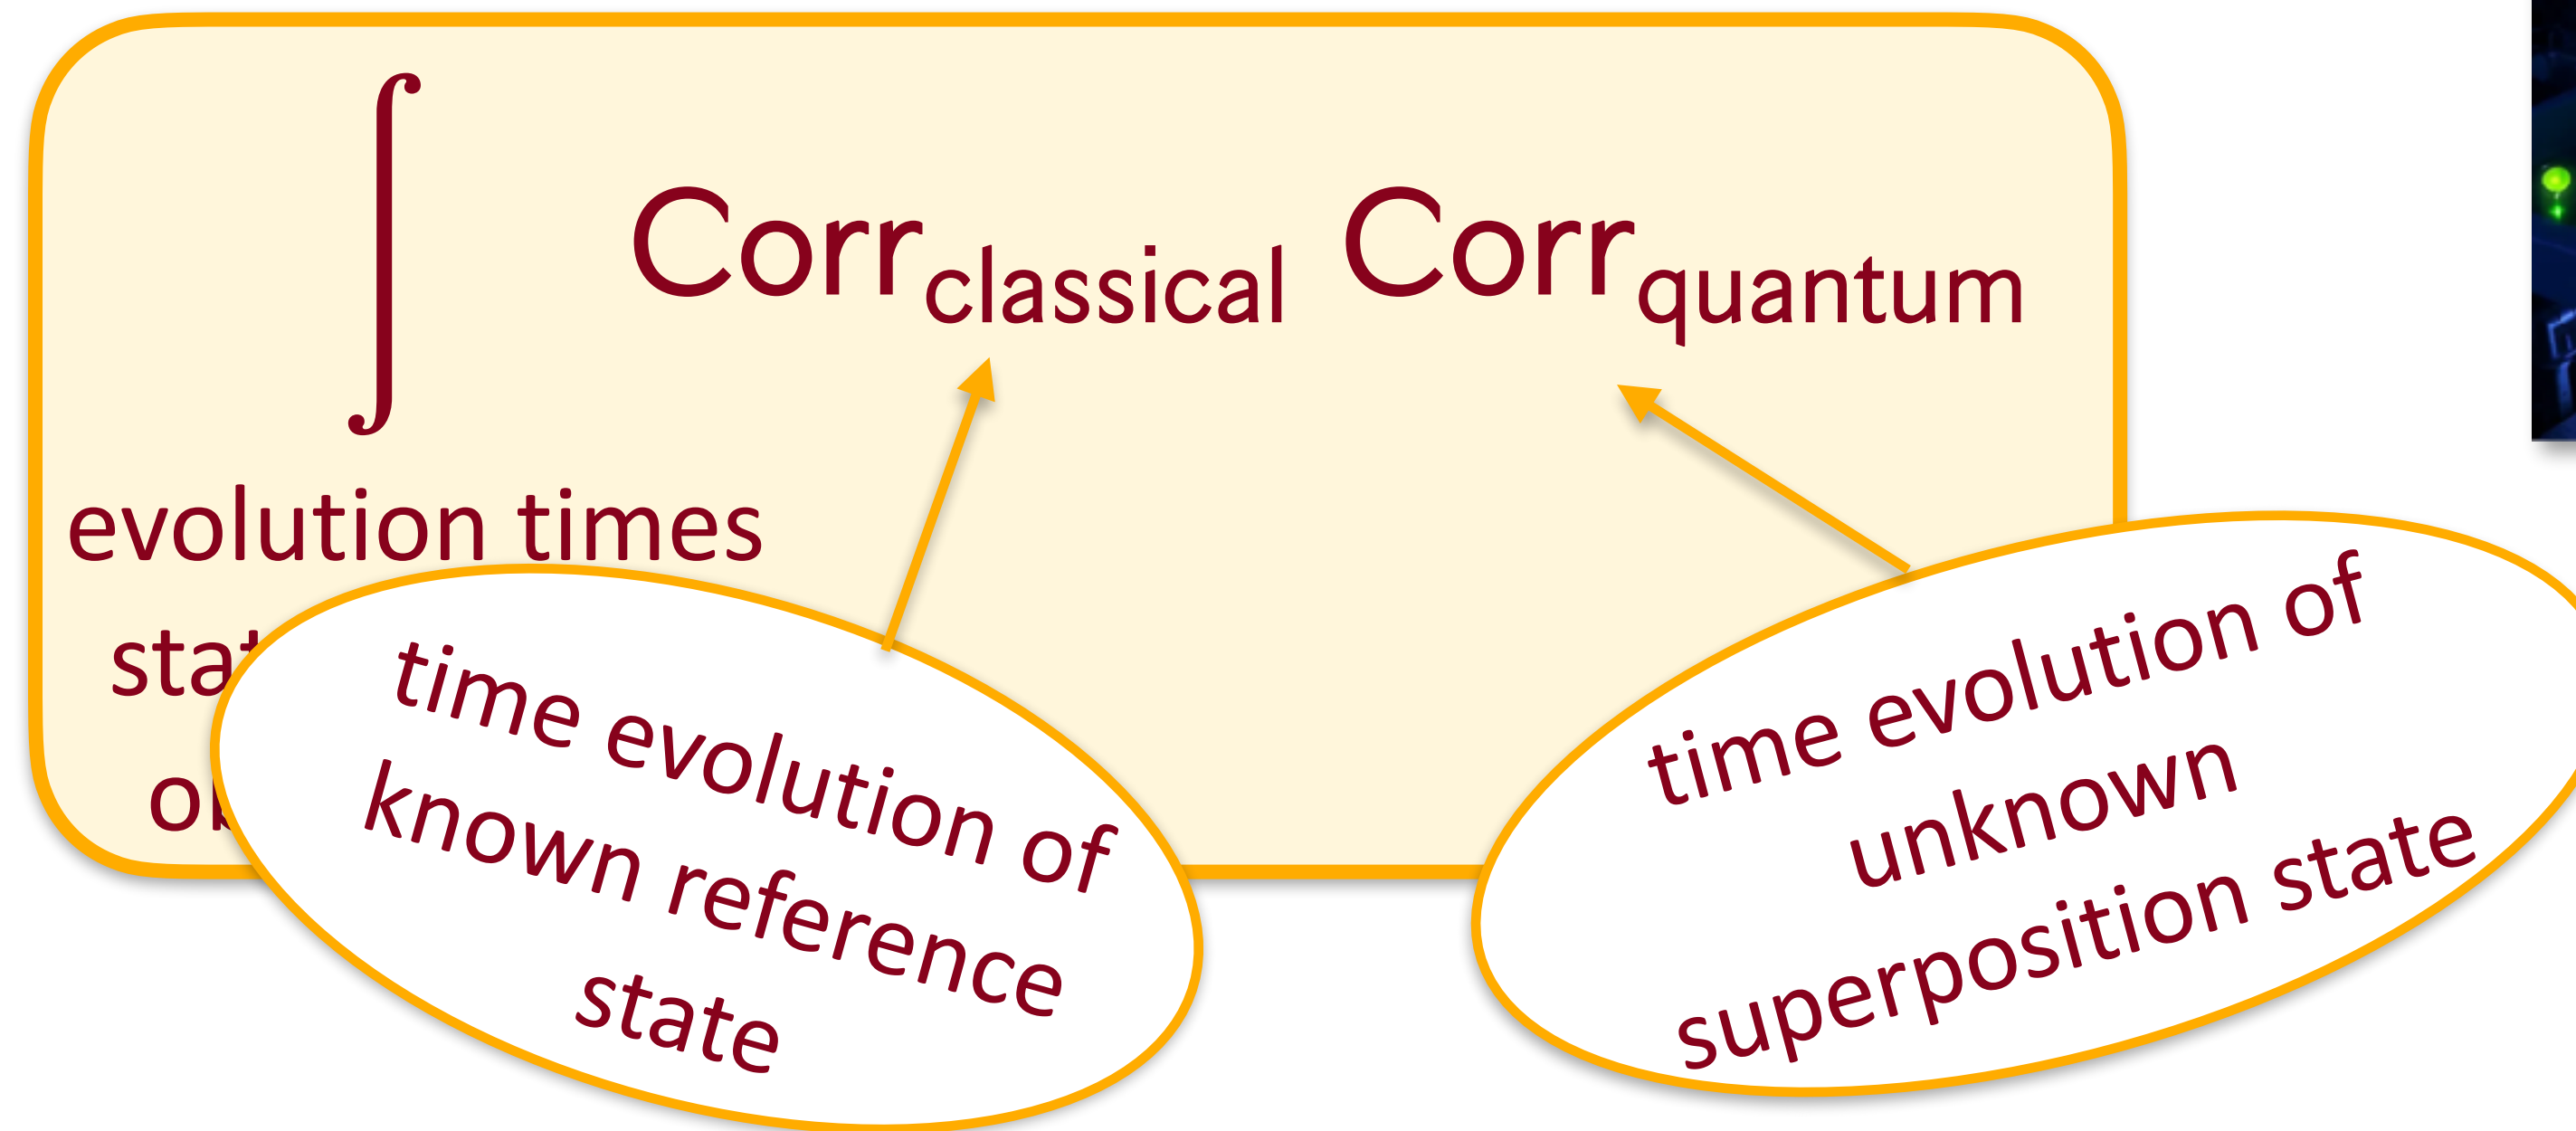 ∫ Corr_classical Corr_quantum
evolution times
time evolution of
known reference
state
time evolution of
unknown
superposition state